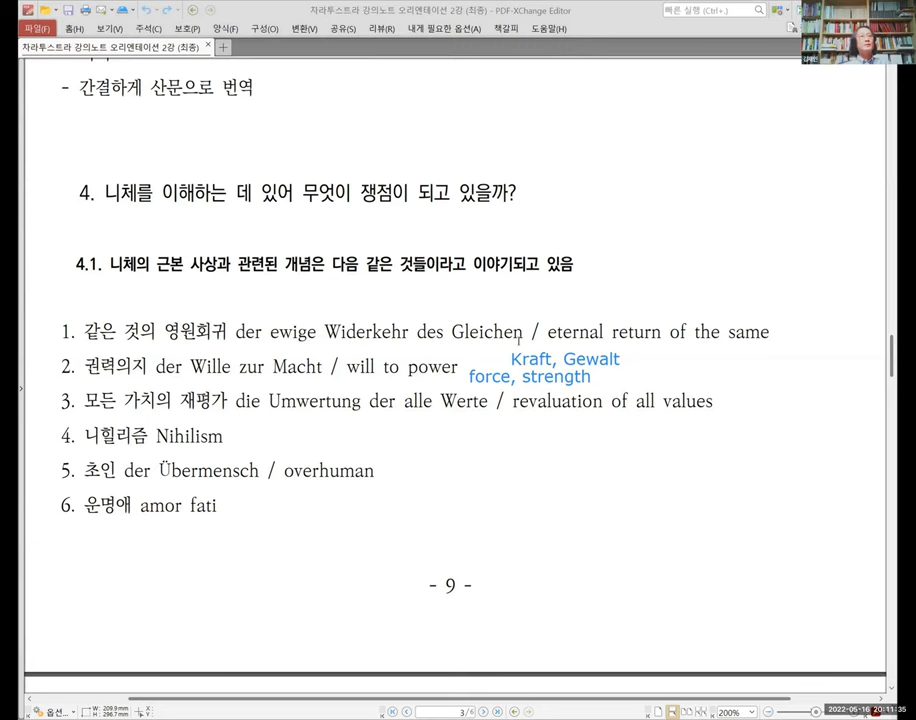 차라투스트라 강의노트 오리엔테이션 2강 (최종) - PDF-XChange Editor
빠른 실행 (Ctrl+.)
파일(F) 홈(H) 보기(V) 주석(C) 보호(P) 양식(F) 구성(O) 변환(V) 공유(S) 리뷰(R) 내게 필요한 옵션(A) 책갈피 도움말(H)
차라투스트라 강의노트 오리엔테이션 2강 (최종)
- 간결하게 산문으로 번역
4. 니체를 이해하는 데 있어 무엇이 쟁점이 되고 있을까?
4.1. 니체의 근본 사상과 관련된 개념은 다음 같은 것들이라고 이야기되고 있음
1. 같은 것의 영원회귀 der ewige Widerkehr des Gleichen / eternal return of the same
Kraft, Gewalt
2. 권력의지 der Wille zur Macht / will to power
force, strength
3. 모든 가치의 재평가 die Umwertung der alle Werte / revaluation of all values
4. 니힐리즘 Nihilism
5. 초인 der Übermensch / overhuman
6. 운명애 amor fati
- 9 -
옵션...
W: 209.9mm
H: 296.7mm
X:
Y:
3/6
200%
2022-05-16 20:11:35